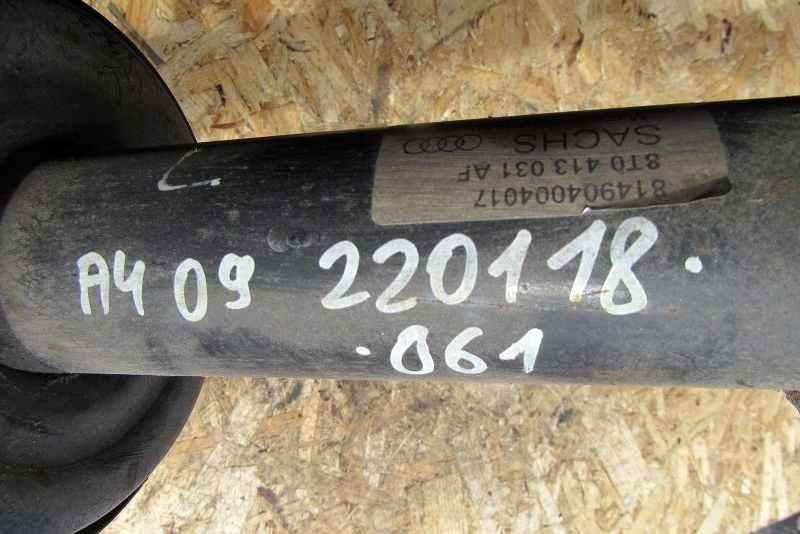 SACHS
8T0 413 031 AF
814904004017
A4 09 220118.
.061